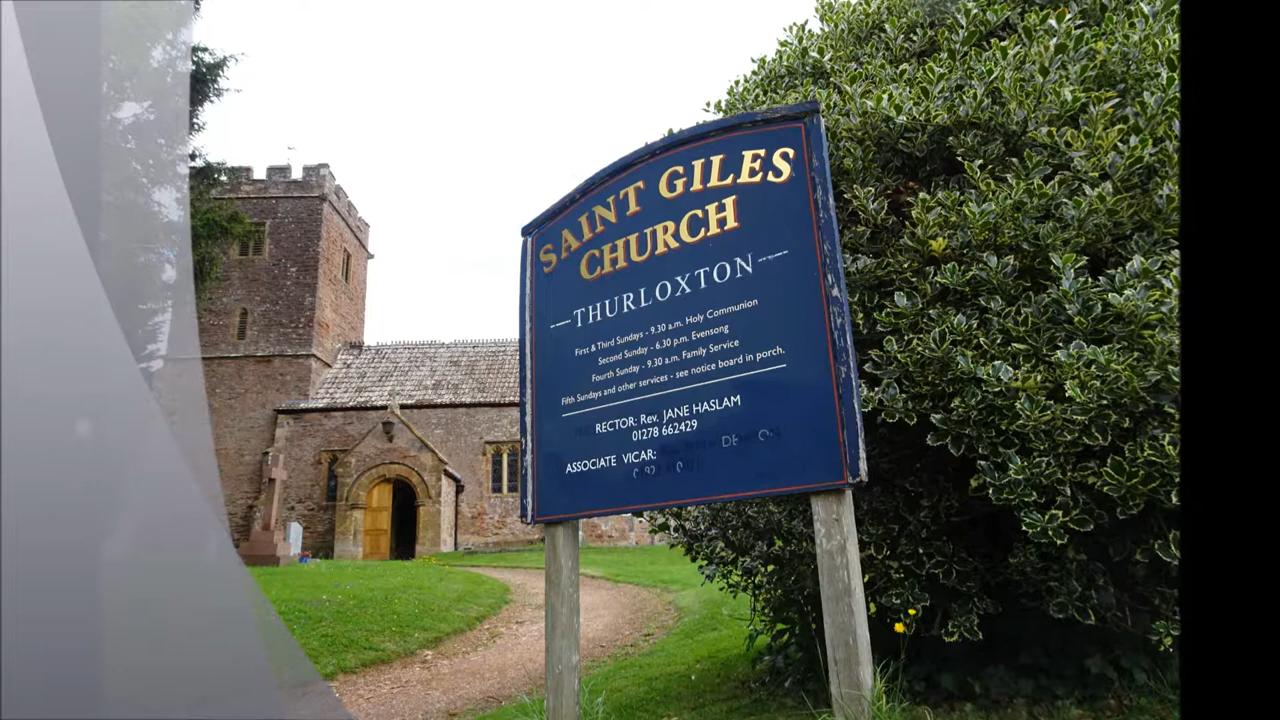 SAINT GILES
CHURCH
THURLOXTON
First & Third Sundays - 9.30 a.m. Holy Communion
Second Sunday - 6.30 p.m. Evensong
Fourth Sunday - 9.30 a.m. Family Service
Fifth Sundays and other services - see notice board in porch.
RECTOR: Rev. JANE HASLAM
01278 662429
ASSOCIATE VICAR: